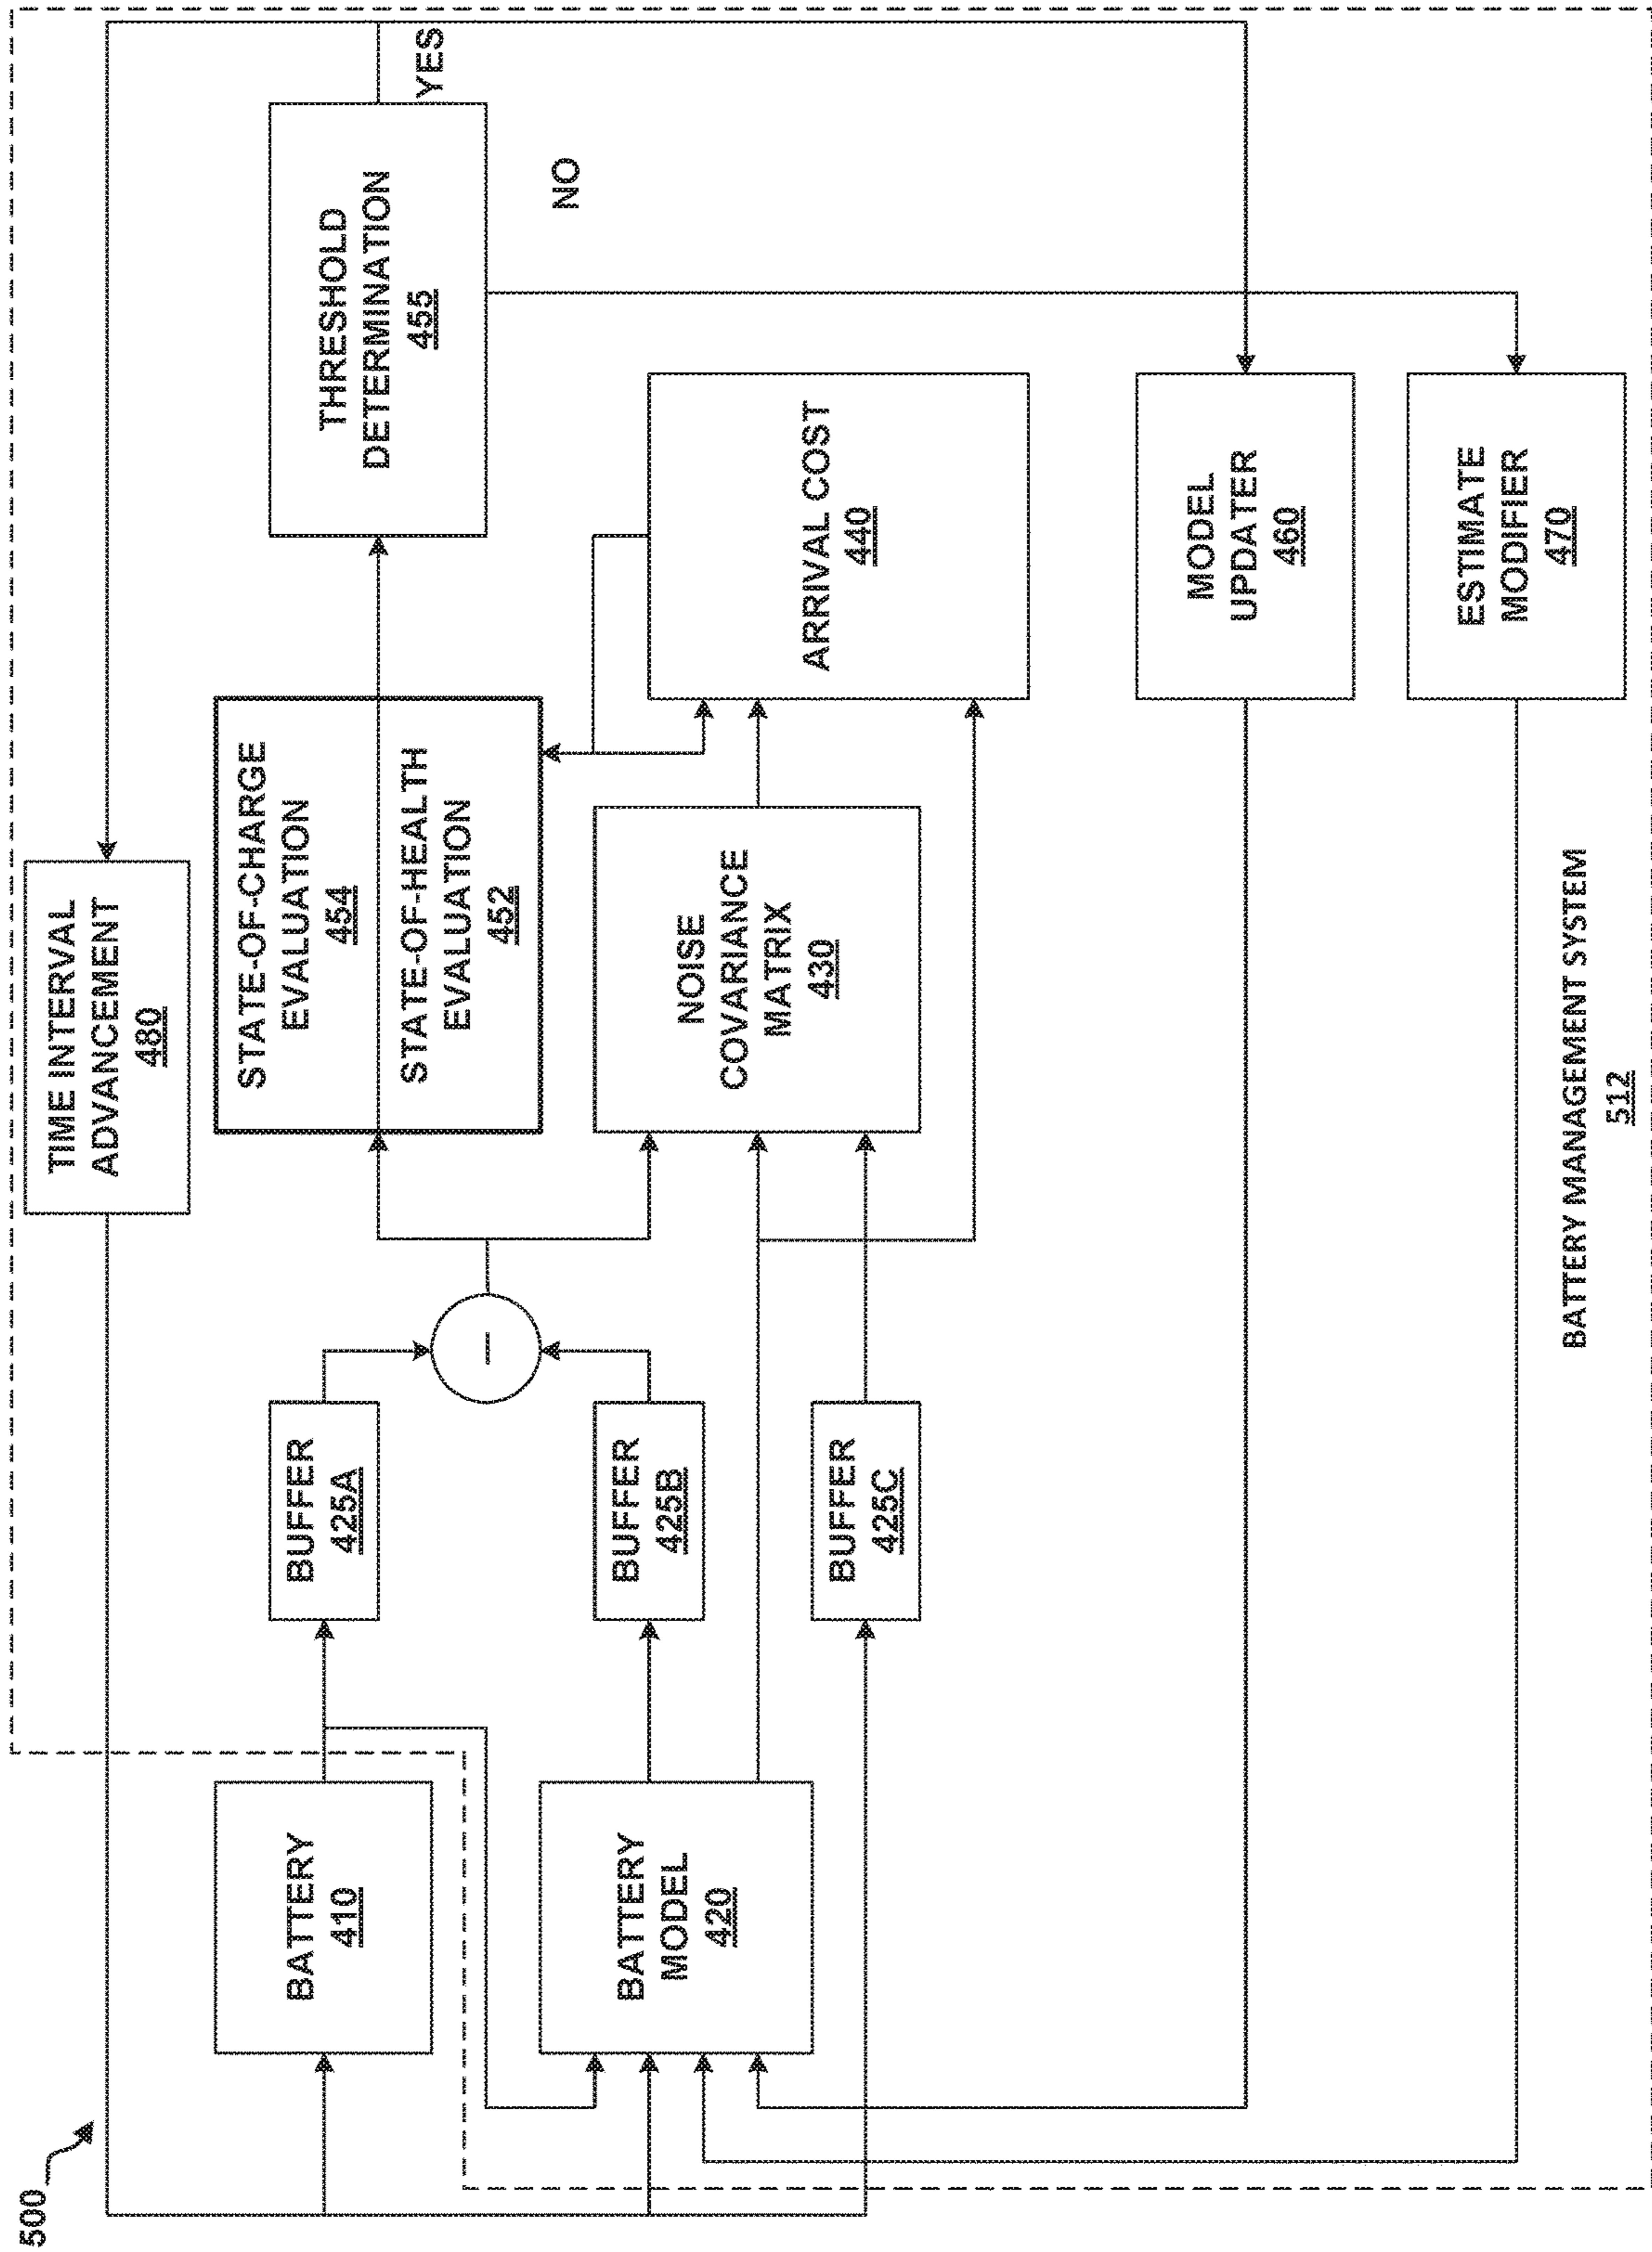 500
TIME INTERVAL
ADVANCEMENT
480
BATTERY
410
BUFFER
425A
STATE-OF-CHARGE
EVALUATION
454
STATE-OF-HEALTH
EVALUATION
452
THRESHOLD
DETERMINATION
455
YES
NO
BATTERY
MODEL
420
BUFFER
425B
–
NOISE
COVARIANCE
MATRIX
430
ARRIVAL COST
440
BUFFER
425C
MODEL
UPDATER
460
ESTIMATE
MODIFIER
470
BATTERY MANAGEMENT SYSTEM
512